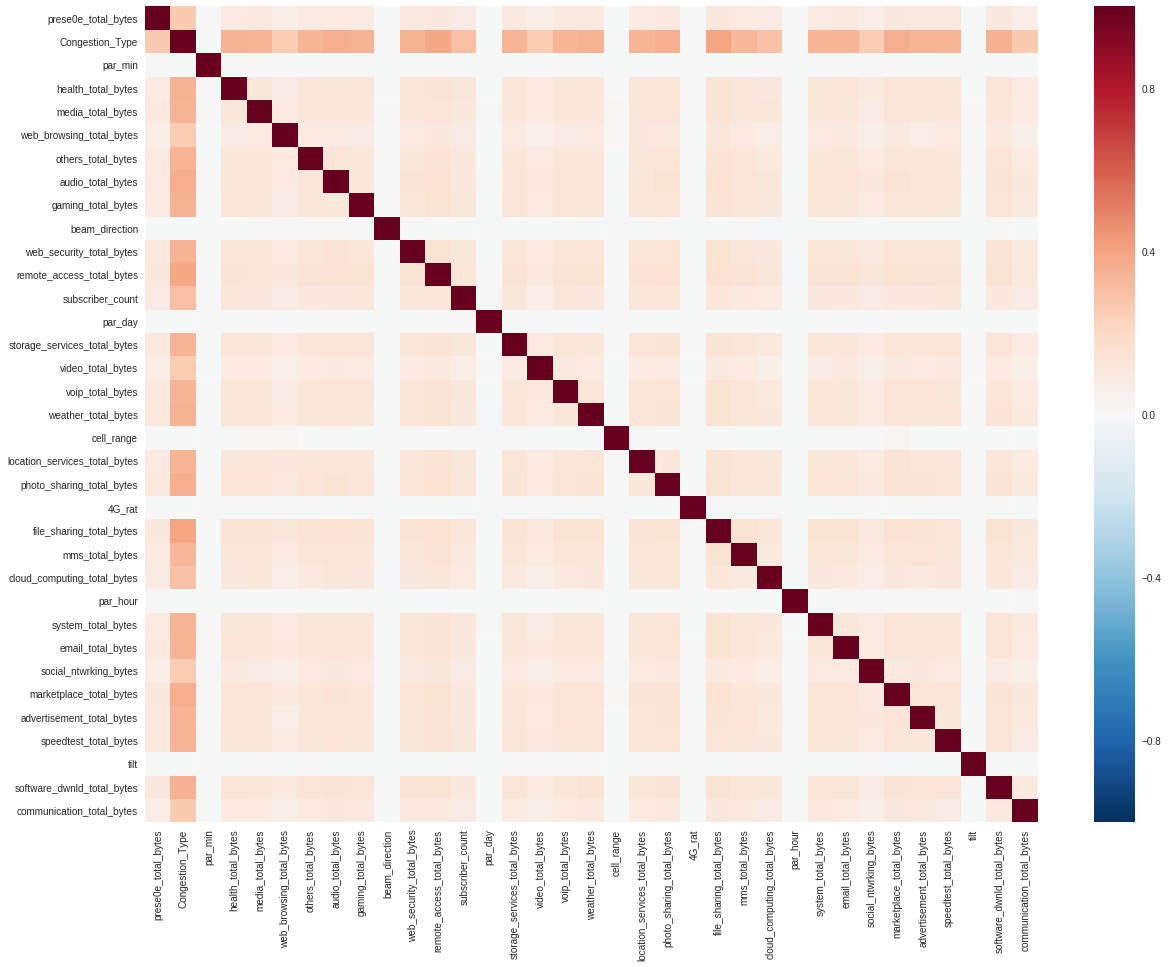 prese0e_total_bytes
Congestion_Type
par_min
health_total_bytes
media_total_bytes
web_browsing_total_bytes
others_total_bytes
audio_total_bytes
gaming_total_bytes
beam_direction
web_security_total_bytes
remote_access_total_bytes
subscriber_count
par_day
storage_services_total_bytes
video_total_bytes
voip_total_bytes
weather_total_bytes
cell_range
location_services_total_bytes
photo_sharing_total_bytes
4G_rat
file_sharing_total_bytes
mms_total_bytes
cloud_computing_total_bytes
par_hour
system_total_bytes
email_total_bytes
social_ntwrking_bytes
marketplace_total_bytes
advertisement_total_bytes
speedtest_total_bytes
tilt
software_dwnld_total_bytes
communication_total_bytes
0.8
0.4
0.0
−0.4
−0.8
prese0e_total_bytes
Congestion_Type
par_min
health_total_bytes
media_total_bytes
web_browsing_total_bytes
others_total_bytes
audio_total_bytes
gaming_total_bytes
beam_direction
web_security_total_bytes
remote_access_total_bytes
subscriber_count
par_day
storage_services_total_bytes
video_total_bytes
voip_total_bytes
weather_total_bytes
cell_range
location_services_total_bytes
photo_sharing_total_bytes
4G_rat
file_sharing_total_bytes
mms_total_bytes
cloud_computing_total_bytes
par_hour
system_total_bytes
email_total_bytes
social_ntwrking_bytes
marketplace_total_bytes
advertisement_total_bytes
speedtest_total_bytes
tilt
software_dwnld_total_bytes
communication_total_bytes